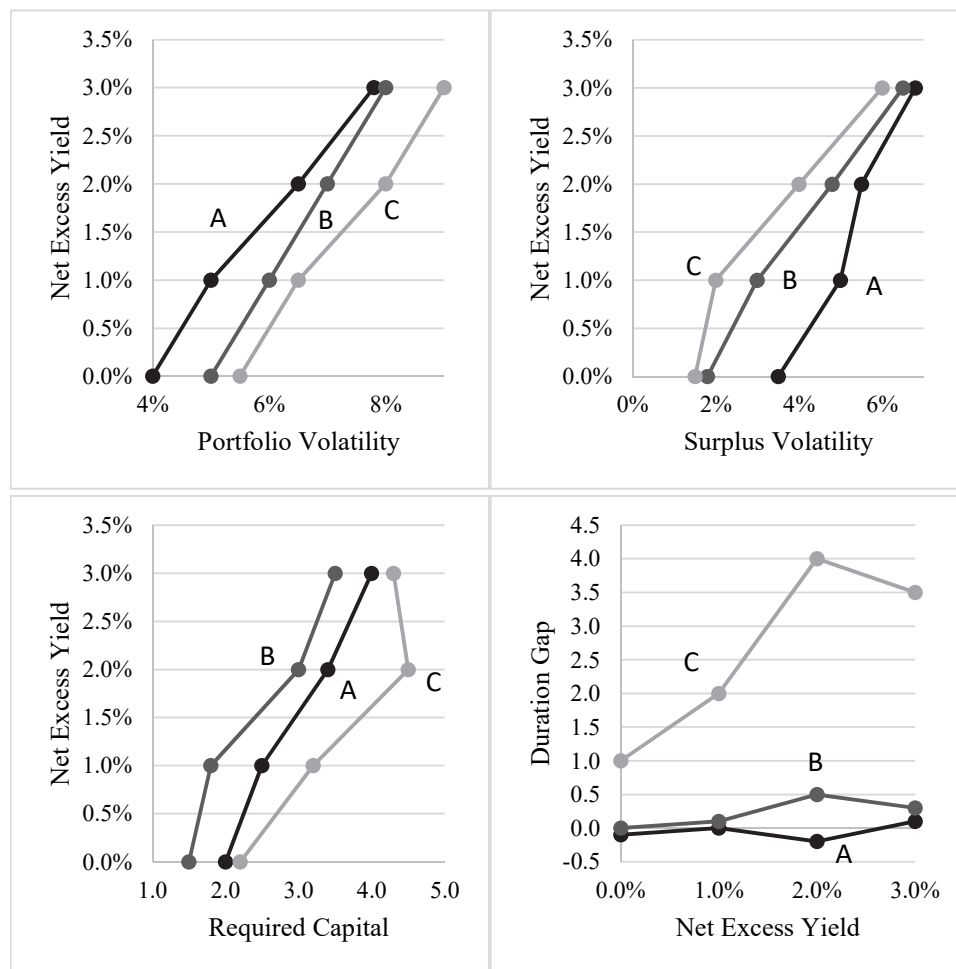 3.5%
3.0%
2.5%
2.0%
1.5%
1.0%
0.5%
0.0%
Net Excess Yield
A
B
C
4% 6% 8%
Portfolio Volatility
3.5%
3.0%
2.5%
2.0%
1.5%
1.0%
0.5%
0.0%
Net Excess Yield
C
B
A
0% 2% 4% 6%
Surplus Volatility
3.5%
3.0%
2.5%
2.0%
1.5%
1.0%
0.5%
0.0%
Net Excess Yield
B
A
C
1.0 2.0 3.0 4.0 5.0
Required Capital
4.5
4.0
3.5
3.0
2.5
2.0
1.5
1.0
0.5
0.0
-0.5
Duration Gap
C
B
A
0.0% 1.0% 2.0% 3.0%
Net Excess Yield